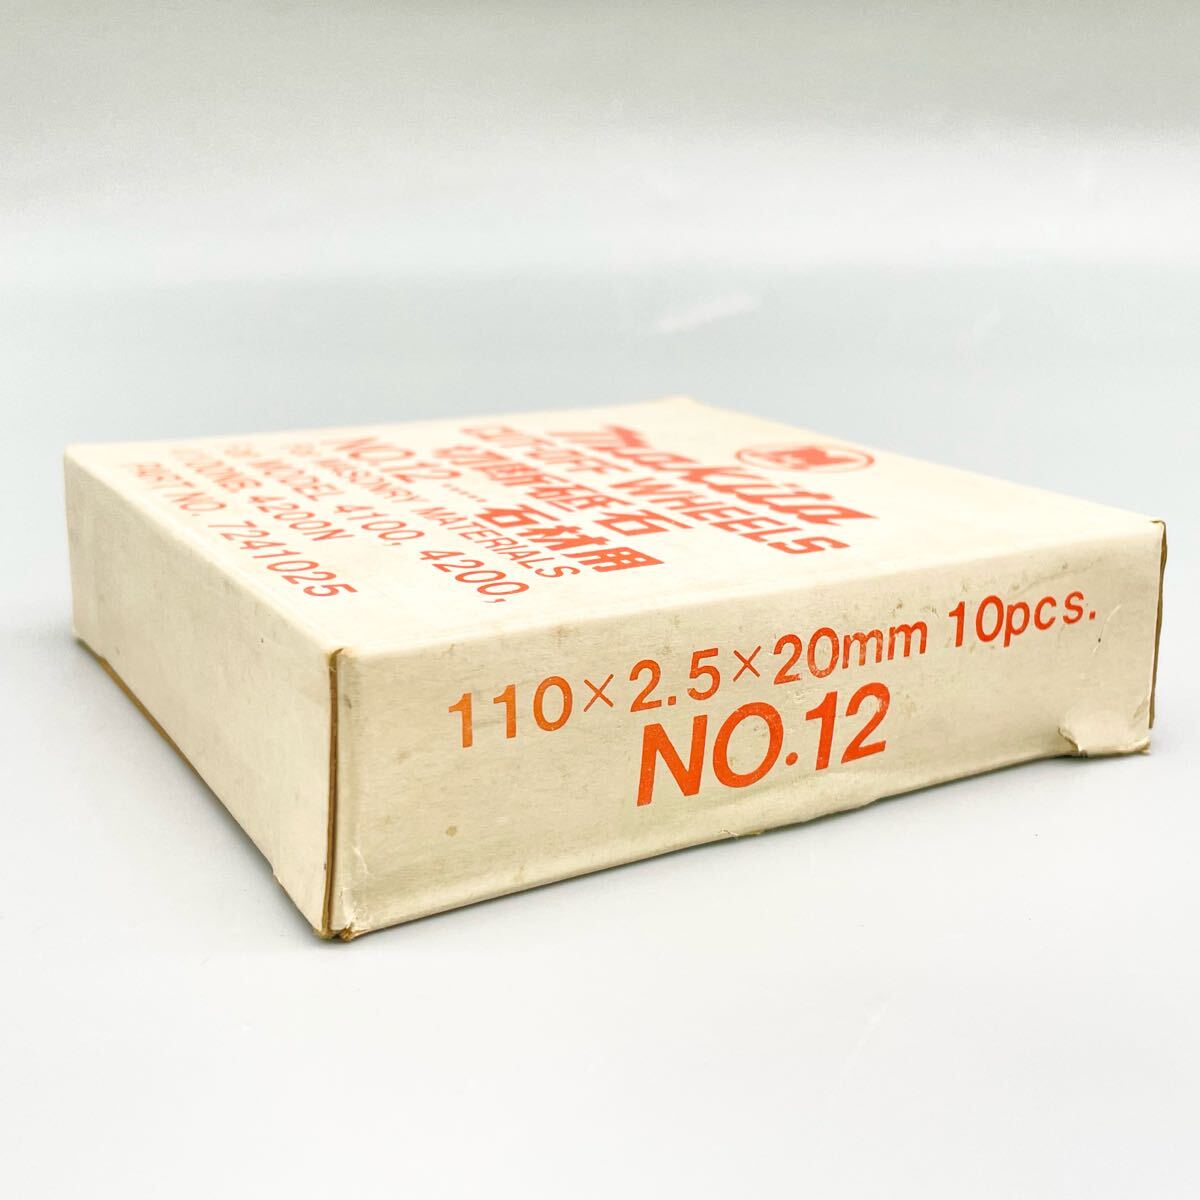 makita
CUT-OFF WHEELS
切断砥石
NO.12····石材用
For MASONRY MATERIALS
For MODEL 4100, 4200,
4200N
PART NO. 7241025
110×2.5×20mm 10pcs.
NO.12